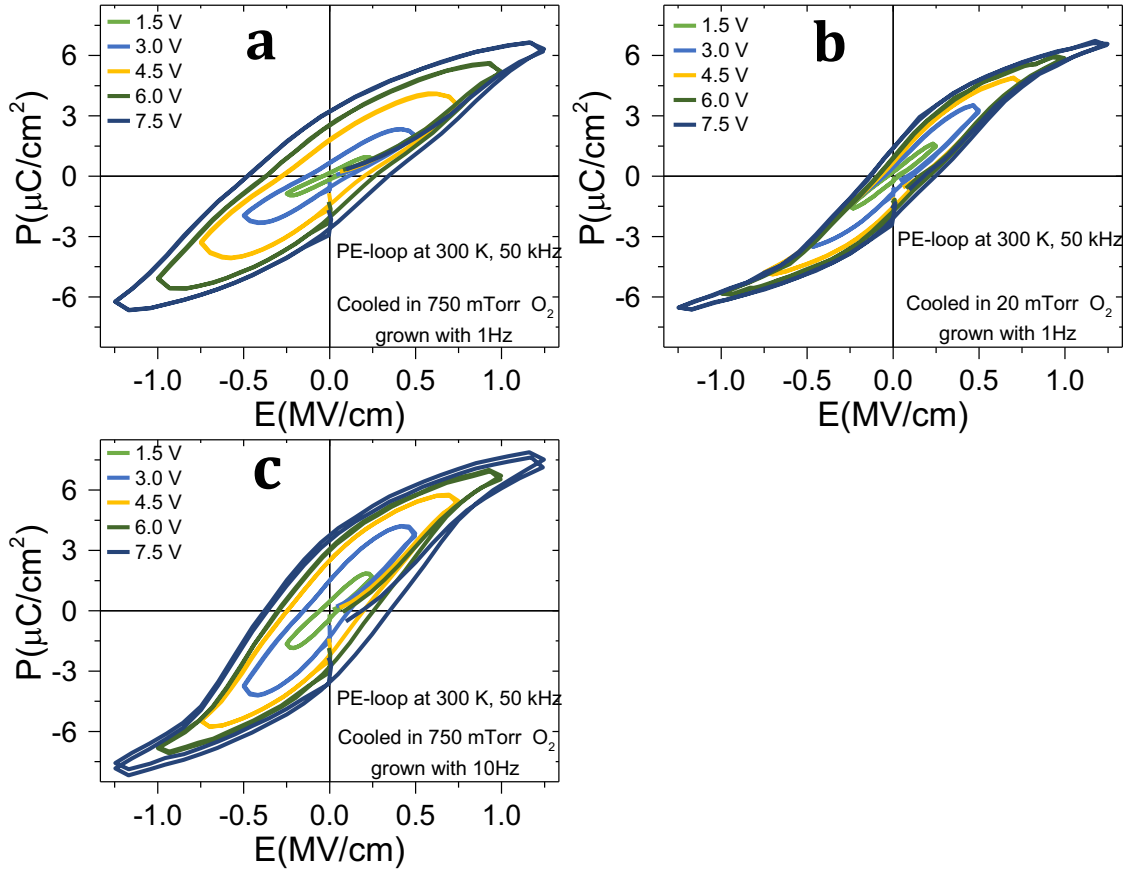 a
1.5 V
3.0 V
4.5 V
6.0 V
7.5 V
6
3
0
-3
-6
P(μC/cm²)
PE-loop at 300 K, 50 kHz
Cooled in 750 mTorr O₂
grown with 1Hz
-1.0 -0.5 0.0 0.5 1.0
E(MV/cm)
b
1.5 V
3.0 V
4.5 V
6.0 V
7.5 V
6
3
0
-3
-6
P(μC/cm²)
PE-loop at 300 K, 50 kHz
Cooled in 20 mTorr O₂
grown with 1Hz
-1.0 -0.5 0.0 0.5 1.0
E(MV/cm)
c
1.5 V
3.0 V
4.5 V
6.0 V
7.5 V
6
3
0
-3
-6
P(μC/cm²)
PE-loop at 300 K, 50 kHz
Cooled in 750 mTorr O₂
grown with 10Hz
-1.0 -0.5 0.0 0.5 1.0
E(MV/cm)